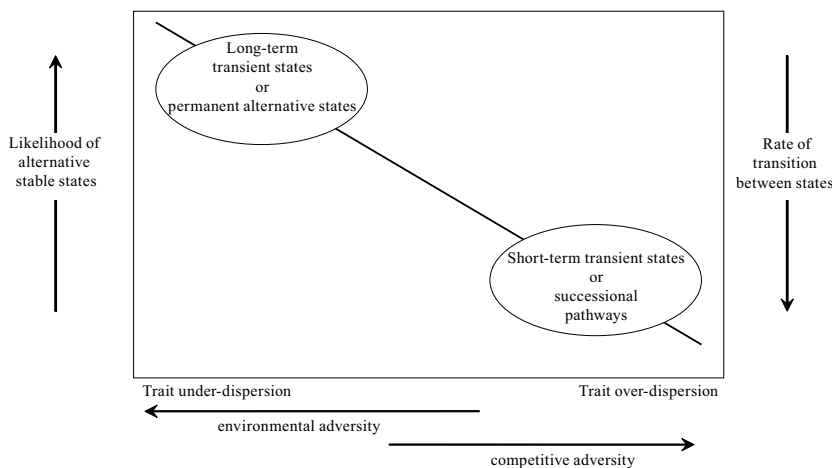 Long-term
transient states
or
permanent alternative states
Likelihood of
alternative
stable states
Rate of
transition
between states
Short-term transient states
or
successional
pathways
Trait under-dispersion
Trait over-dispersion
environmental adversity
competitive adversity